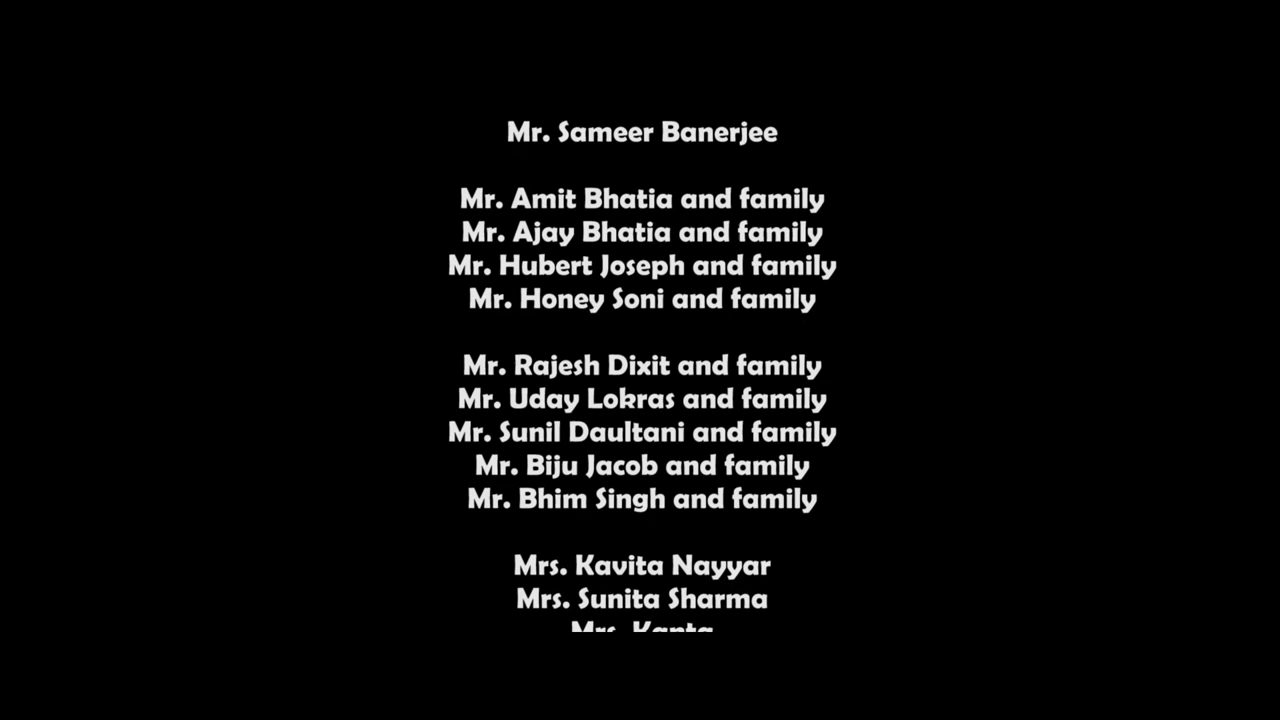 Mr. Sameer Banerjee
Mr. Amit Bhatia and family
Mr. Ajay Bhatia and family
Mr. Hubert Joseph and family
Mr. Honey Soni and family
Mr. Rajesh Dixit and family
Mr. Uday Lokras and family
Mr. Sunil Daultani and family
Mr. Biju Jacob and family
Mr. Bhim Singh and family
Mrs. Kavita Nayyar
Mrs. Sunita Sharma
Mrs. Kanta